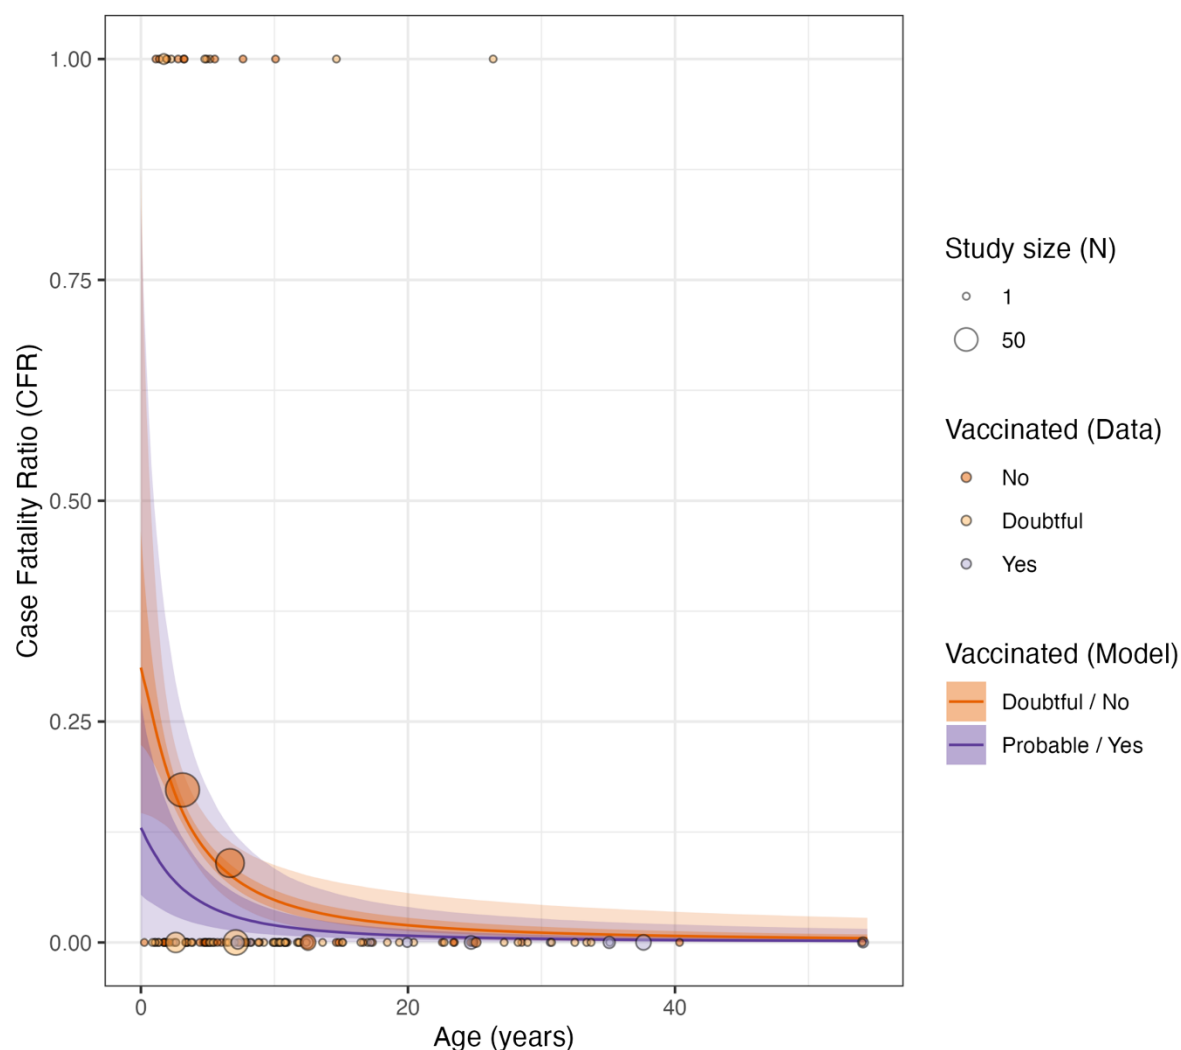 1.00
0.75
0.50
0.25
0.00
Case Fatality Ratio (CFR)
0
20
40
Age (years)
Study size (N)
1
50
Vaccinated (Data)
No
Doubtful
Yes
Vaccinated (Model)
Doubtful / No
Probable / Yes